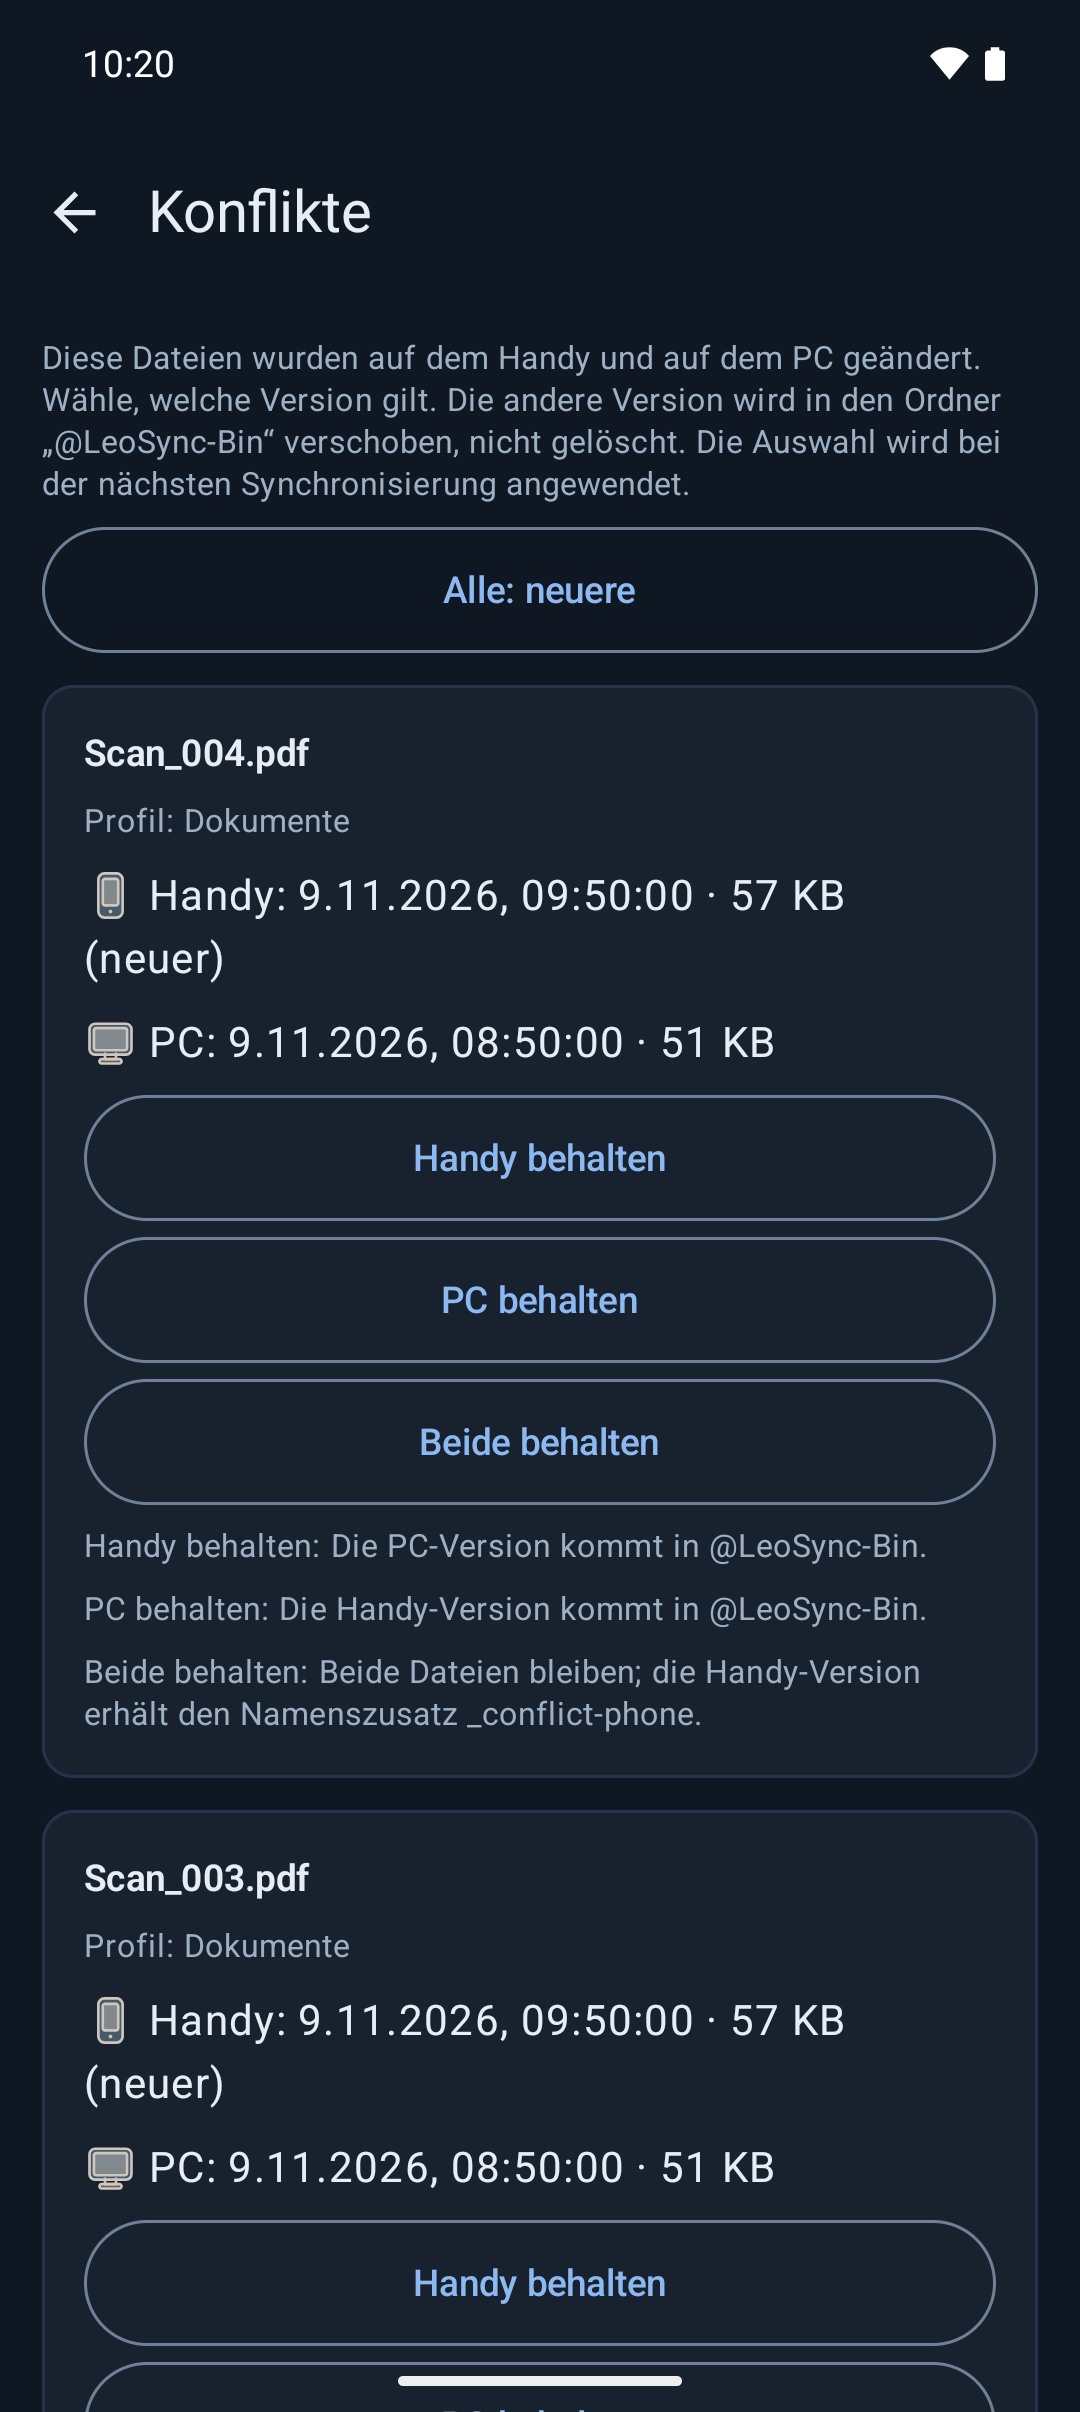 10:20
Konflikte
Diese Dateien wurden auf dem Handy und auf dem PC geändert.
Wähle, welche Version gilt. Die andere Version wird in den Ordner
„@LeoSync-Bin“ verschoben, nicht gelöscht. Die Auswahl wird bei
der nächsten Synchronisierung angewendet.
Alle: neuere
Scan_004.pdf
Profil: Dokumente
Handy: 9.11.2026, 09:50:00 · 57 KB
(neuer)
PC: 9.11.2026, 08:50:00 · 51 KB
Handy behalten
PC behalten
Beide behalten
Handy behalten: Die PC-Version kommt in @LeoSync-Bin.
PC behalten: Die Handy-Version kommt in @LeoSync-Bin.
Beide behalten: Beide Dateien bleiben; die Handy-Version
erhält den Namenszusatz _conflict-phone.
Scan_003.pdf
Profil: Dokumente
Handy: 9.11.2026, 09:50:00 · 57 KB
(neuer)
PC: 9.11.2026, 08:50:00 · 51 KB
Handy behalten